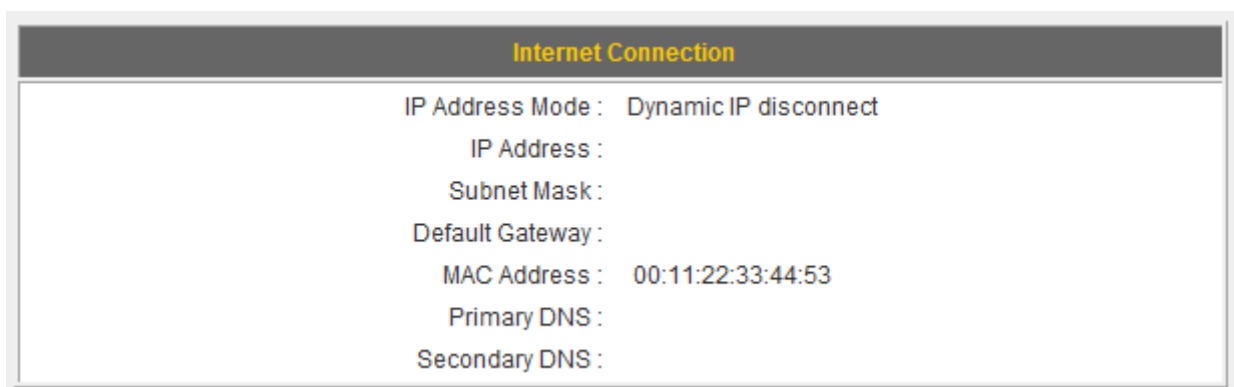 Internet Connection
IP Address Mode : Dynamic IP disconnect
IP Address :
Subnet Mask :
Default Gateway :
MAC Address : 00:11:22:33:44:53
Primary DNS :
Secondary DNS :